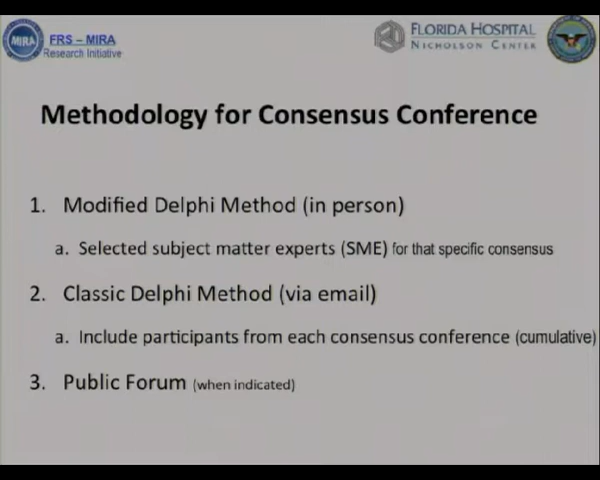 MIRA
FRS – MIRA
Research Initiative
FLORIDA HOSPITAL
NICHOLSON CENTER
Methodology for Consensus Conference
1. Modified Delphi Method (in person)
a. Selected subject matter experts (SME) for that specific consensus
2. Classic Delphi Method (via email)
a. Include participants from each consensus conference (cumulative)
3. Public Forum (when indicated)